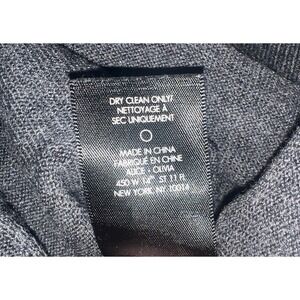 DRY CLEAN ONLY/
NETTOYAGE À
SEC UNIQUEMENT
MADE IN CHINA
FABRIQUÉ EN CHINE
ALICE + OLIVIA
450 W 14TH ST 11 FL
NEW YORK, NY 10014